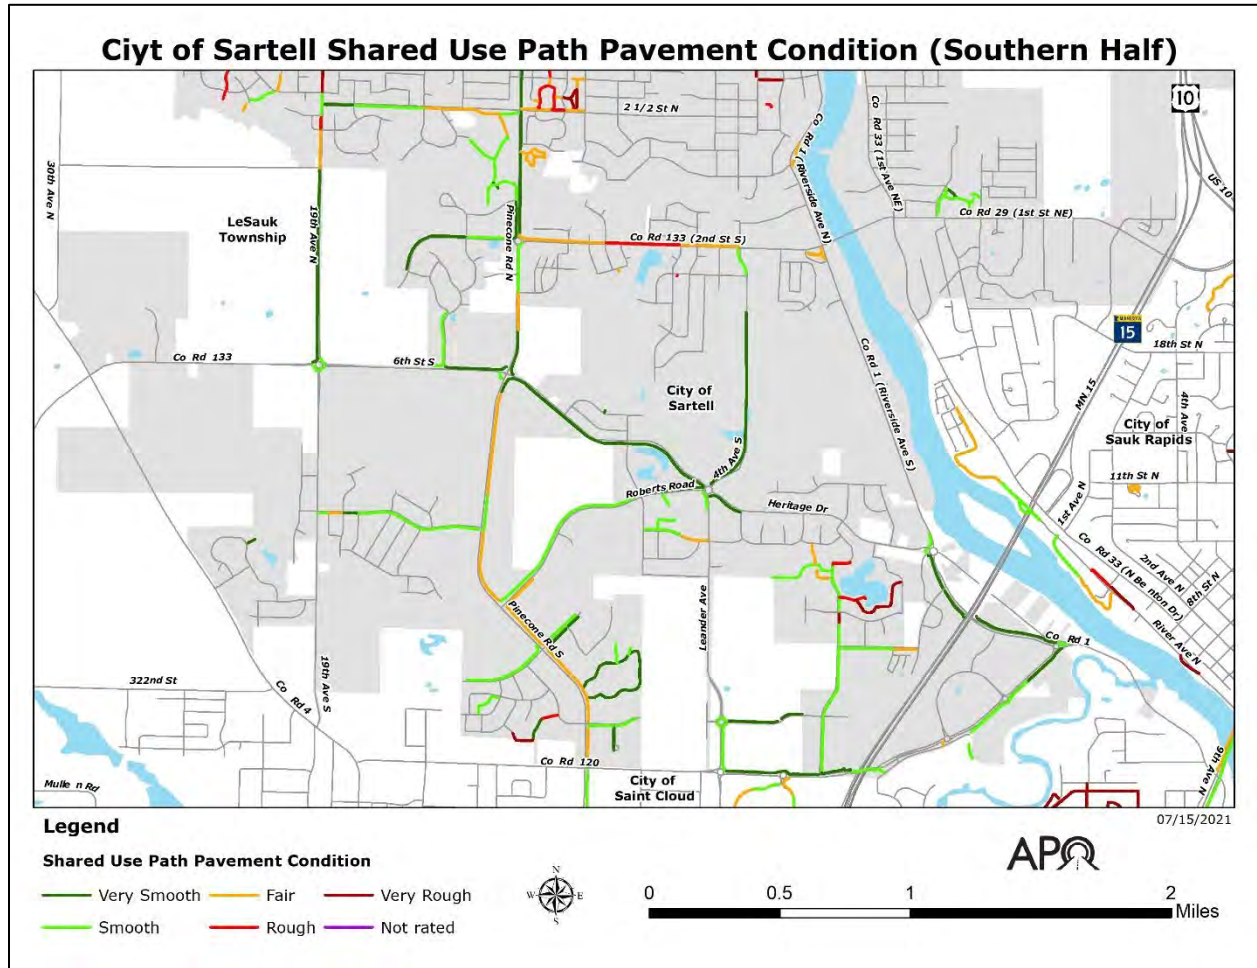 Ciyt of Sartell Shared Use Path Pavement Condition (Southern Half)
10
US 10
2 1/2 St N
Co Rd 1 (Riverside Ave N)
Co Rd 33 (1st Ave NE)
30th Ave N
19th Ave N
LeSauk
Township
Pinecone Rd N
Co Rd 133 (2nd St S)
Co Rd 29 (1st St NE)
MINNESOTA
15
18th St N
Co Rd 133
6th St S
City of
Sartell
Co Rd 1 (Riverside Ave S)
MN 15
4th Ave
City of
Sauk Rapids
4th Ave S
Roberts Road
Heritage Dr
11th St N
1st Ave N
Co Rd 33 (N Benton Dr)
2nd Ave N
8th St N
River Ave N
Pinecone Rd S
Leander Ave
Co Rd 1
322nd St
Co Rd 4
19th Ave S
Co Rd 120
City of
Saint Cloud
Mullen Rd
9th Ave N
07/15/2021
Legend
Shared Use Path Pavement Condition
Very Smooth
Fair
Very Rough
Smooth
Rough
Not rated
N
W
E
S
APO
0
0.5
1
2
Miles